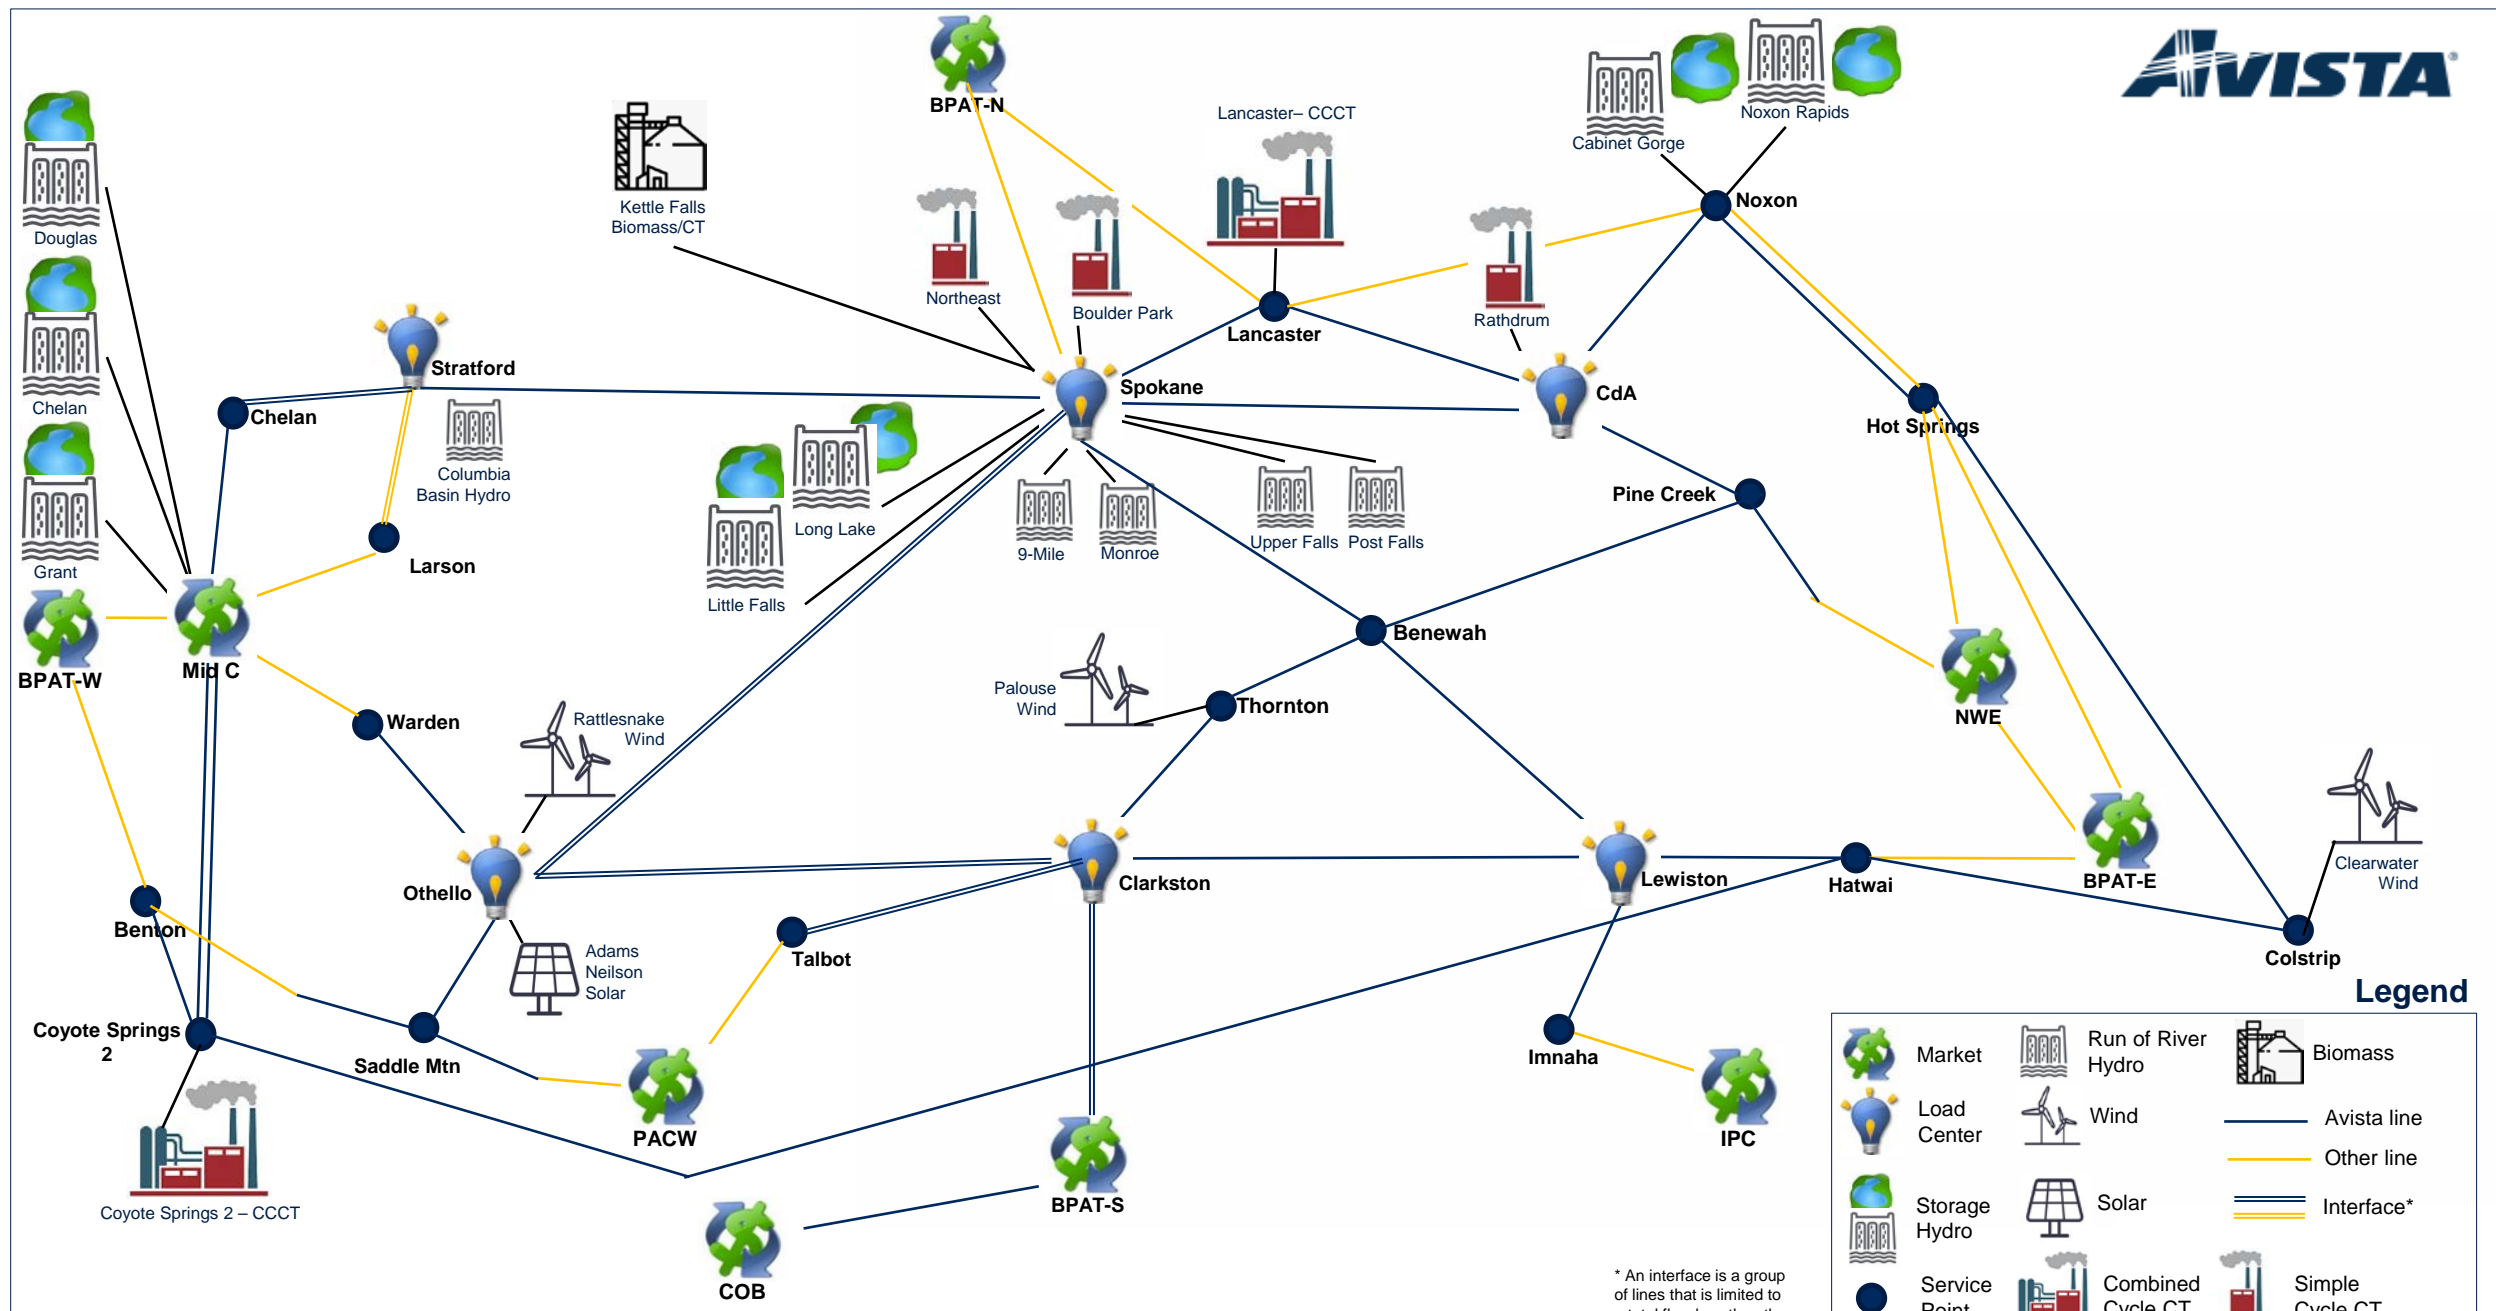 AVISTA
BPAT-N
Lancaster– CCCT
Cabinet Gorge
Noxon Rapids
Noxon
Kettle Falls
Biomass/CT
Douglas
Northeast
Boulder Park
Lancaster
Rathdrum
Stratford
Spokane
CdA
Chelan
Chelan
Hot Springs
Columbia
Basin Hydro
Pine Creek
Long Lake
9-Mile
Monroe
Upper Falls
Post Falls
Larson
Grant
Little Falls
Benewah
Mid C
BPAT-W
Palouse
Wind
Thornton
NWE
Warden
Rattlesnake
Wind
Othello
Clarkston
Lewiston
Hatwai
BPAT-E
Clearwater
Wind
Benton
Talbot
Adams
Neilson
Solar
Colstrip
Coyote Springs
2
Saddle Mtn
Imnaha
PACW
IPC
Coyote Springs 2 – CCCT
BPAT-S
COB
Legend
Market
Run of River
Hydro
Biomass
Load
Center
Wind
Avista line
Other line
Storage
Hydro
Solar
Interface*
Service
Point
Combined
Cycle CT
Simple
Cycle CT
* An interface is a group
of lines that is limited to